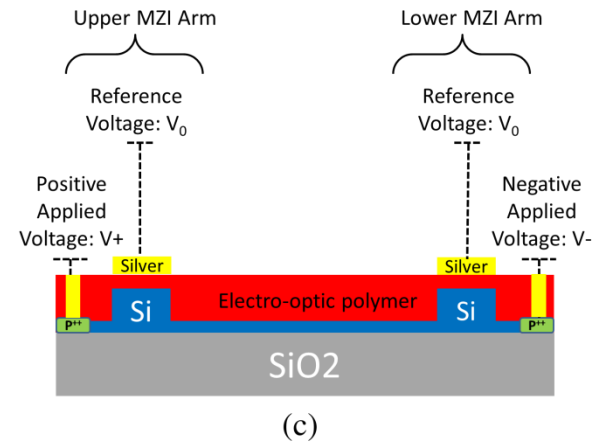 Upper MZI Arm
Lower MZI Arm
Reference
Voltage: V₀
Reference
Voltage: V₀
Positive
Applied
Voltage: V+
Negative
Applied
Voltage: V-
Silver
Silver
Si
Electro-optic polymer
Si
P⁺⁺
P⁺⁺
SiO2
(c)